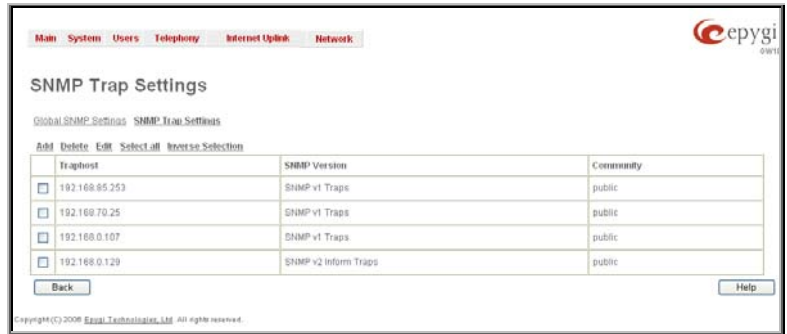 Main System Users Telephony Internet Uplink Network
epygi
SNMP Trap Settings
Global SNMP Settings SNMP Trap Settings
Add Delete Edit Select all Inverse Selection
Traphost SNMP Version Community
192.168.85.253 SNMP v1 Traps public
192.168.70.25 SNMP v1 Traps public
192.168.0.107 SNMP v1 Traps public
192.168.0.129 SNMP v2 Inform Traps public
Back Help
Copyright (C) 2008 Epygi Technologies, Ltd. All rights reserved.